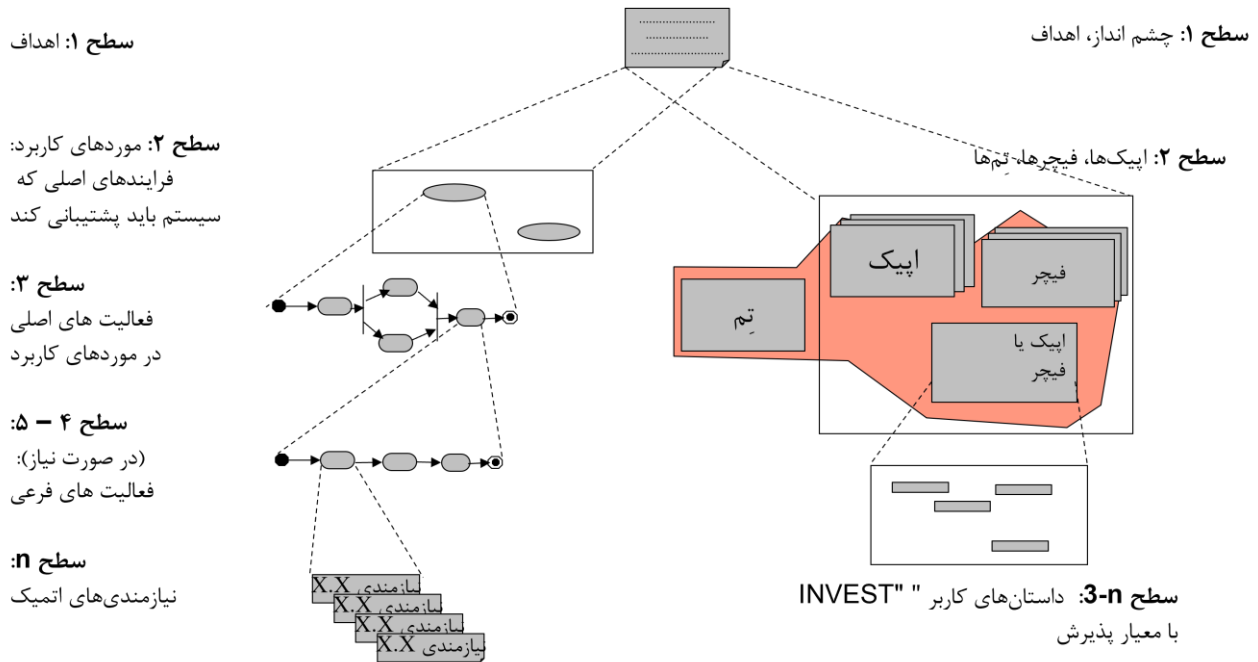 سطح ۱: چشم انداز، اهداف
سطح ۱: اهداف
سطح ۲: اپیک‌ها، فیچرها، تِم‌ها
اپیک
فیچر
تِم
اپیک یا
فیچر
سطح 3-n: داستان‌های کاربر " "INVEST
با معیار پذیرش
سطح ۲: موردهای کاربرد:
فرایندهای اصلی که
سیستم باید پشتیبانی کند
سطح ۳:
فعالیت های اصلی
در موردهای کاربرد
سطح ۴ – ۵:
(در صورت نیاز):
فعالیت های فرعی
سطح n:
نیازمندی‌های اتمیک
نیازمندی X.X
نیازمندی X.X
نیازمندی X.X
نیازمندی X.X